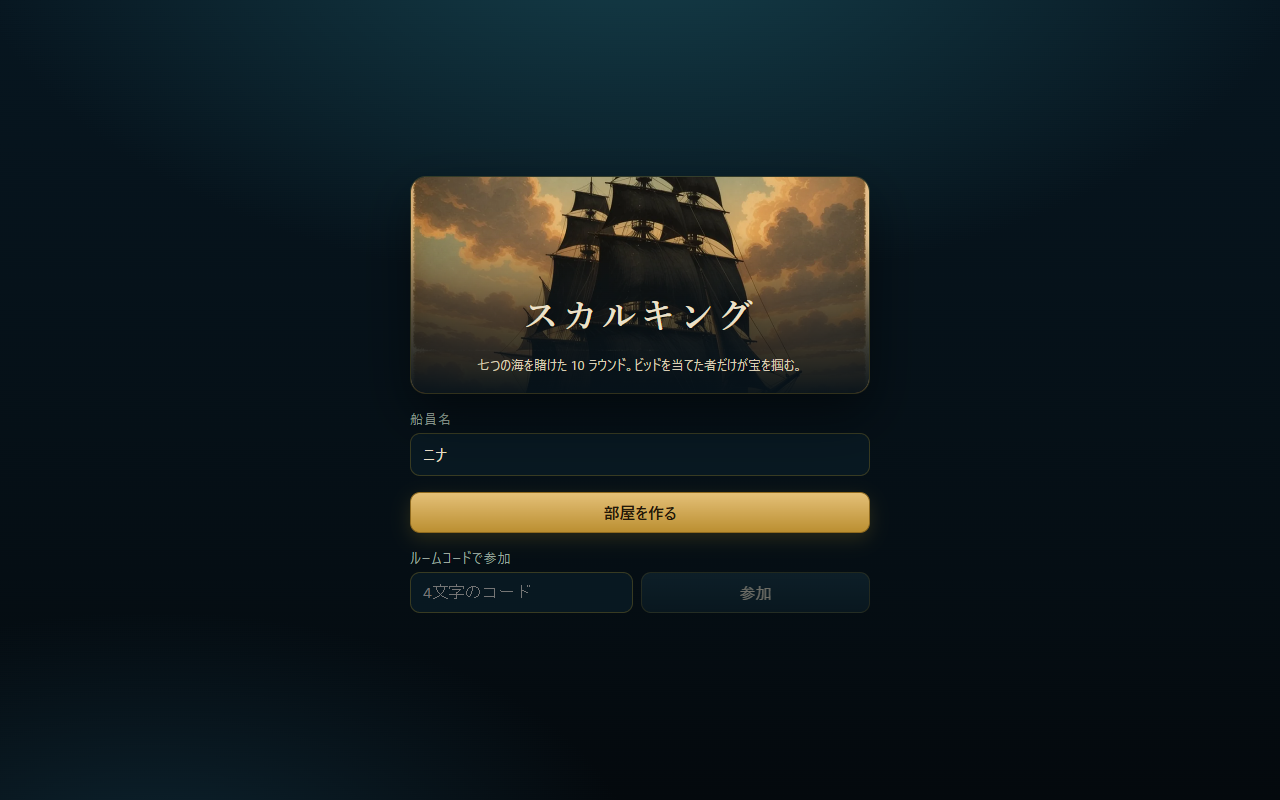 スカルキング
七つの海を賭けた 10 ラウンド。ビッドを当てた者だけが宝を掴む。
船員名
ニナ
部屋を作る
ルームコードで参加
4文字のコード
参加